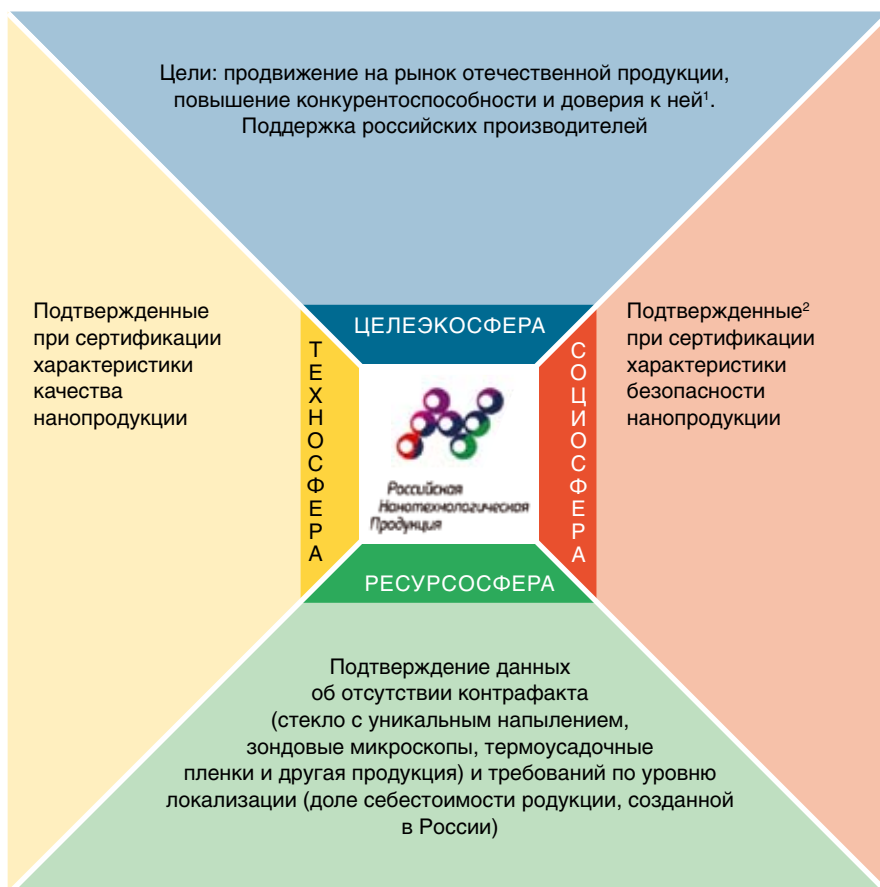 Цели: продвижение на рынок отечественной продукции,
повышение конкурентоспособности и доверия к ней¹.
Поддержка российских производителей
ЦЕЛЕЭКОСФЕРА
Подтвержденные
при сертификации
характеристики
качества
нанопродукции
ТЕХНОСФЕРА
Российская
Нанотехнологическая
Продукция
СОЦИОСФЕРА
Подтвержденные²
при сертификации
характеристики
безопасности
нанопродукции
РЕСУРСОСФЕРА
Подтверждение данных
об отсутствии контрафакта
(стекло с уникальным напылением,
зондовые микроскопы, термоусадочные
пленки и другая продукция) и требований по уровню
локализации (доле себестоимости родукции, созданной
в России)